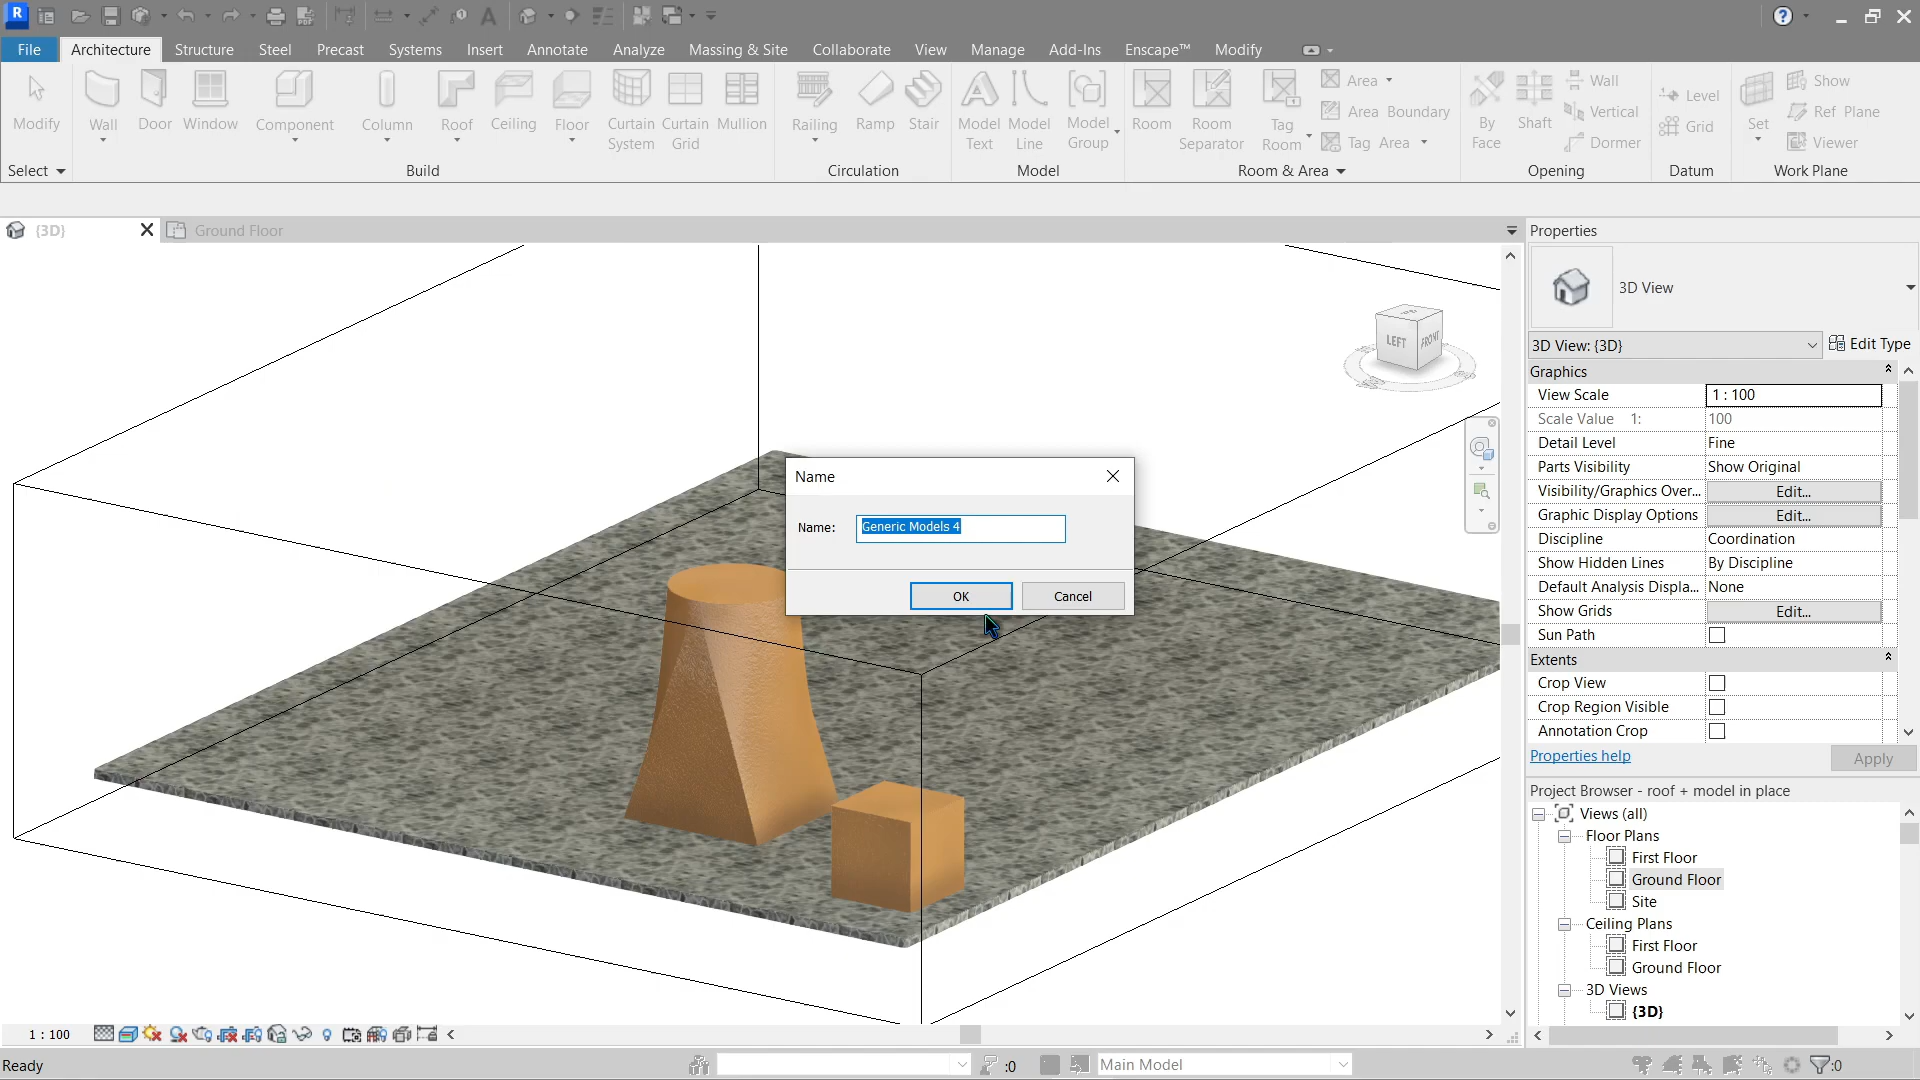 R
File Architecture Structure Steel Precast Systems Insert Annotate Analyze Massing & Site Collaborate View Manage Add-Ins Enscape™ Modify
Modify
Select
Wall
Door
Window
Component
Column
Roof
Ceiling
Floor
Curtain System
Curtain Grid
Mullion
Build
Railing
Ramp
Stair
Circulation
Model Text
Model Line
Model Group
Model
Room
Room Separator
Tag Room
Area
Area Boundary
Tag Area
Room & Area
By Face
Shaft
Wall
Vertical
Dormer
Opening
Level
Grid
Datum
Set
Show
Ref Plane
Viewer
Work Plane
{3D}
Ground Floor
LEFT
FRONT
Name
Name: Generic Models 4
OK Cancel
Properties
3D View
3D View: {3D} Edit Type
Graphics
View Scale 1 : 100
Scale Value 1: 100
Detail Level Fine
Parts Visibility Show Original
Visibility/Graphics Over... Edit...
Graphic Display Options Edit...
Discipline Coordination
Show Hidden Lines By Discipline
Default Analysis Displa... None
Show Grids Edit...
Sun Path
Extents
Crop View
Crop Region Visible
Annotation Crop
Properties help Apply
Project Browser - roof + model in place
Views (all)
Floor Plans
First Floor
Ground Floor
Site
Ceiling Plans
First Floor
Ground Floor
3D Views
{3D}
1 : 100
Ready
:0
Main Model
:0